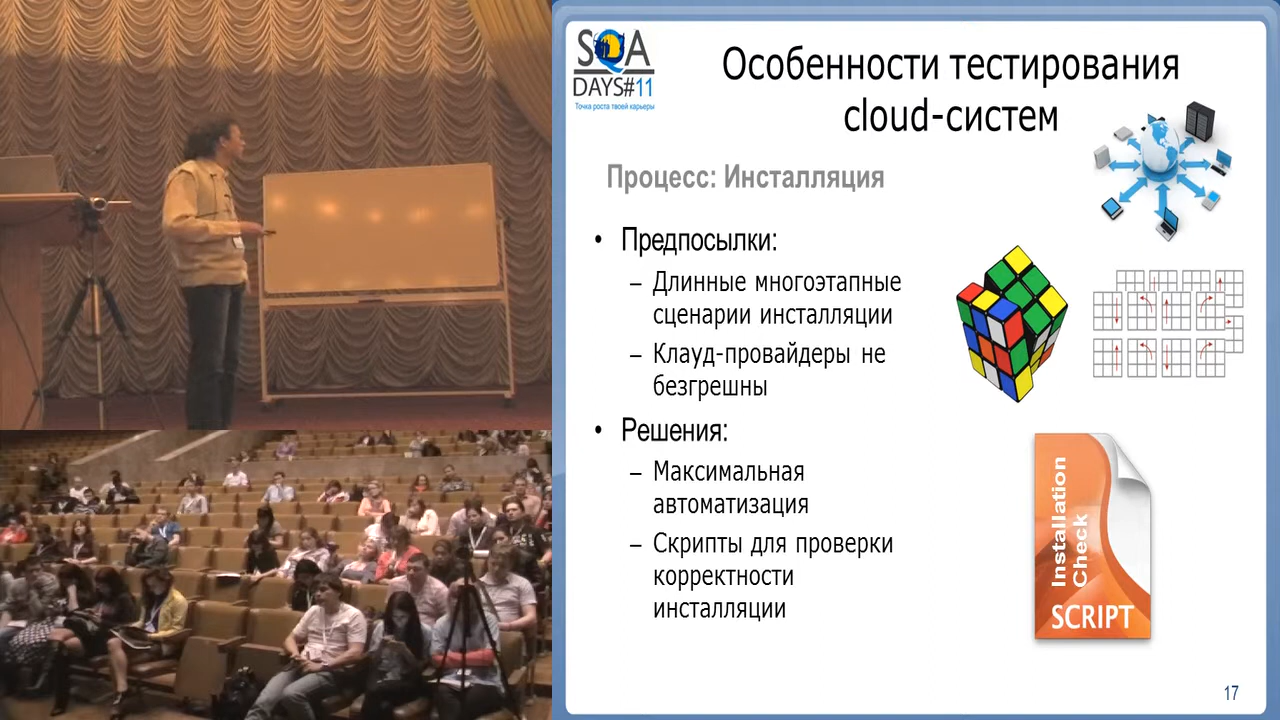 SQA
DAYS#11
Точка роста твоей карьеры
Особенности тестирования
cloud-систем
Процесс: Инсталляция
• Предпосылки:
– Длинные многоэтапные
сценарии инсталляции
– Клауд-провайдеры не
безгрешны
• Решения:
– Максимальная
автоматизация
– Скрипты для проверки
корректности
инсталляции
Installation
Check
SCRIPT
17